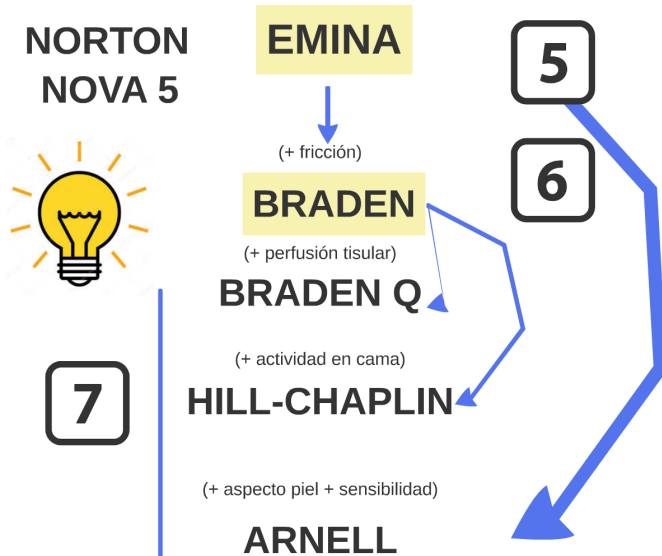 NORTON
NOVA 5
EMINA
5
(+ fricción)
6
BRADEN
(+ perfusión tisular)
BRADEN Q
(+ actividad en cama)
7
HILL-CHAPLIN
(+ aspecto piel + sensibilidad)
ARNELL